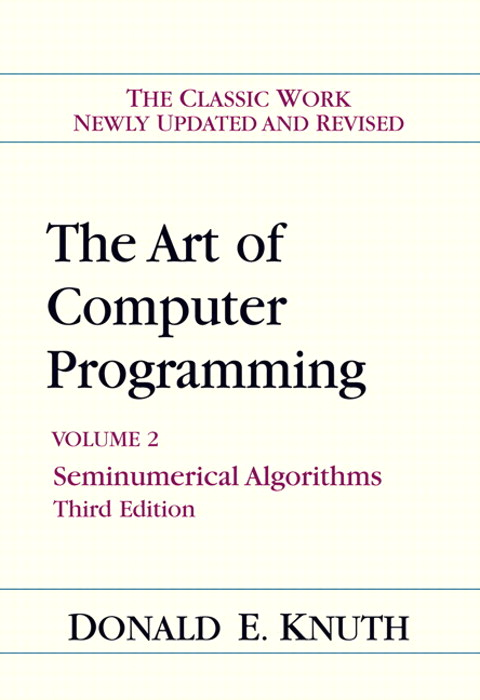 THE CLASSIC WORK
NEWLY UPDATED AND REVISED
The Art of
Computer
Programming
VOLUME 2
Seminumerical Algorithms
Third Edition
DONALD E. KNUTH